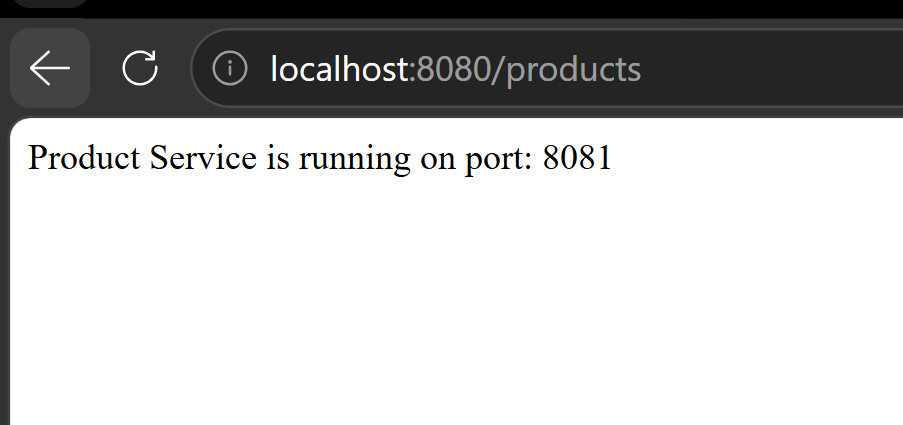 localhost:8080/products
Product Service is running on port: 8081